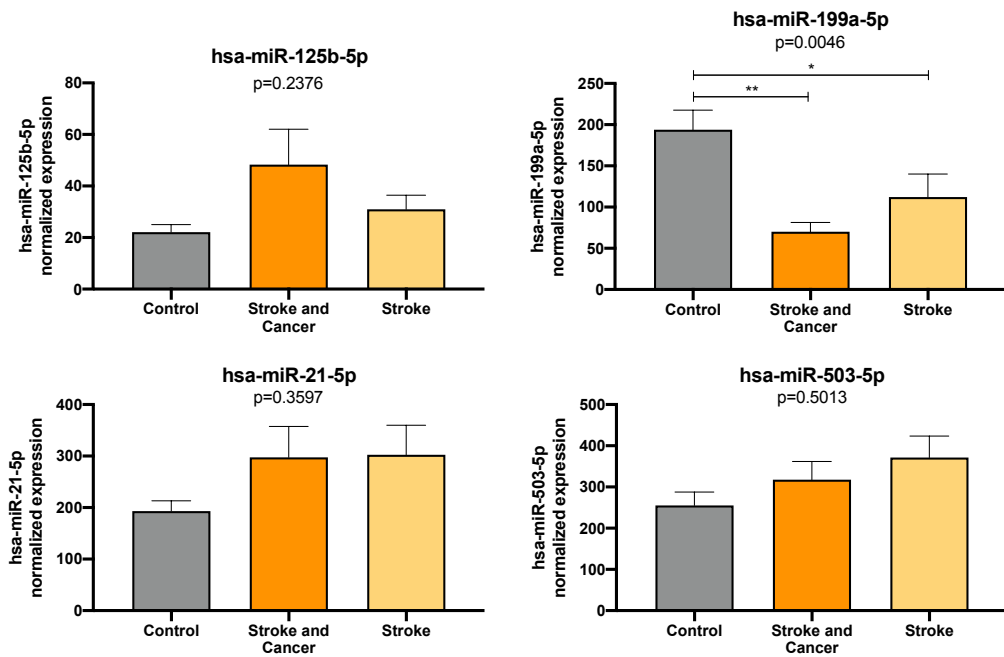 hsa-miR-125b-5p
p=0.2376
hsa-miR-125b-5p
normalized expression
80
60
40
20
0
Control
Stroke and
Cancer
Stroke
hsa-miR-199a-5p
p=0.0046
*
**
hsa-miR-199a-5p
normalized expression
250
200
150
100
50
0
Control
Stroke and
Cancer
Stroke
hsa-miR-21-5p
p=0.3597
hsa-miR-21-5p
normalized expression
400
300
200
100
0
Control
Stroke and
Cancer
Stroke
hsa-miR-503-5p
p=0.5013
hsa-miR-503-5p
normalized expression
500
400
300
200
100
0
Control
Stroke and
Cancer
Stroke